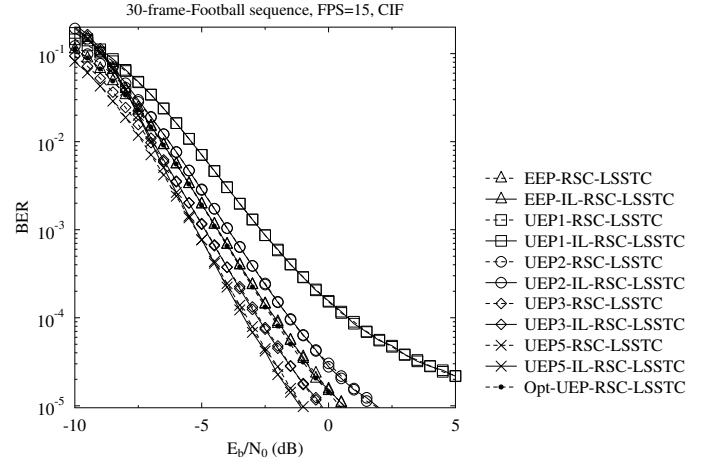 30-frame-Football sequence, FPS=15, CIF
10^-1
10^-2
10^-3
10^-4
10^-5
BER
-10
-5
0
5
E_b/N_0 (dB)
EEP-RSC-LSSTC
EEP-IL-RSC-LSSTC
UEP1-RSC-LSSTC
UEP1-IL-RSC-LSSTC
UEP2-RSC-LSSTC
UEP2-IL-RSC-LSSTC
UEP3-RSC-LSSTC
UEP3-IL-RSC-LSSTC
UEP5-RSC-LSSTC
UEP5-IL-RSC-LSSTC
Opt-UEP-RSC-LSSTC